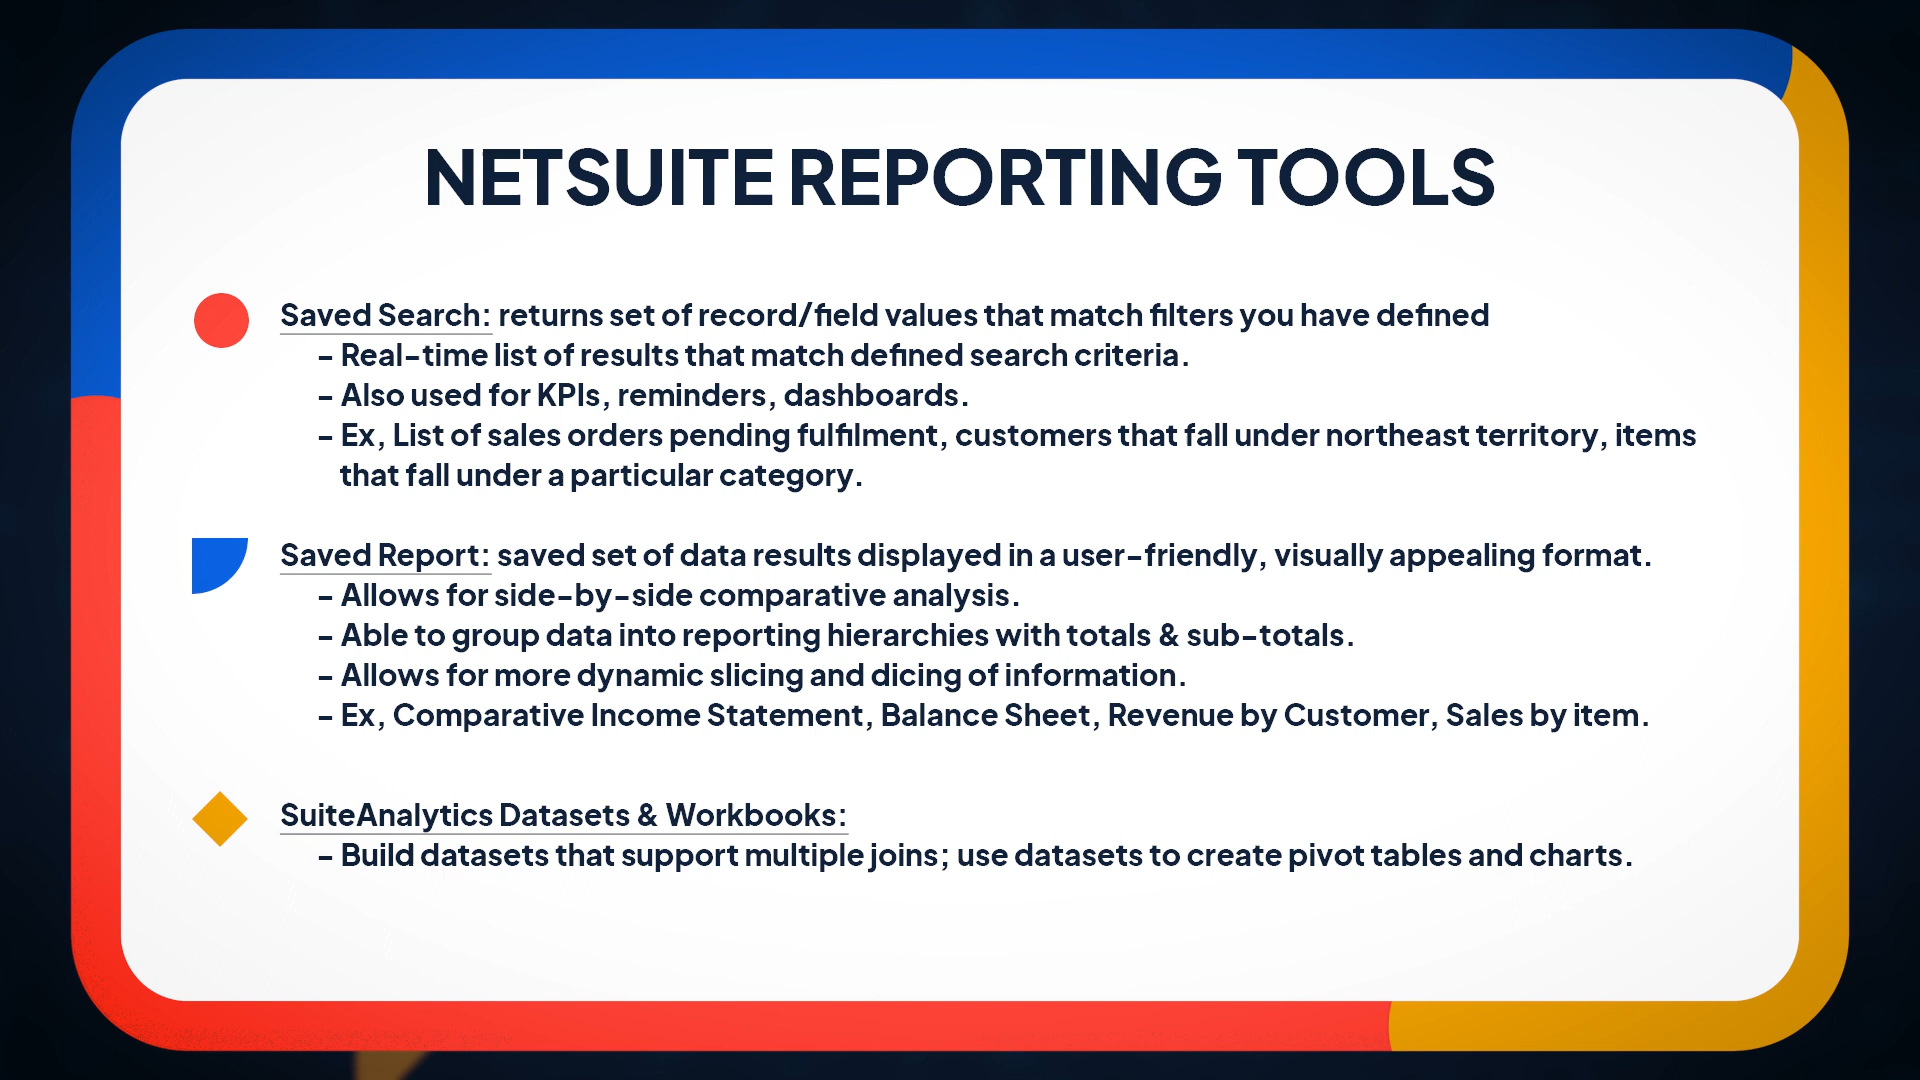 NETSUITE REPORTING TOOLS
Saved Search: returns set of record/field values that match filters you have defined
- Real-time list of results that match defined search criteria.
- Also used for KPIs, reminders, dashboards.
- Ex, List of sales orders pending fulfilment, customers that fall under northeast territory, items
that fall under a particular category.
Saved Report: saved set of data results displayed in a user-friendly, visually appealing format.
- Allows for side-by-side comparative analysis.
- Able to group data into reporting hierarchies with totals & sub-totals.
- Allows for more dynamic slicing and dicing of information.
- Ex, Comparative Income Statement, Balance Sheet, Revenue by Customer, Sales by item.
SuiteAnalytics Datasets & Workbooks:
- Build datasets that support multiple joins; use datasets to create pivot tables and charts.